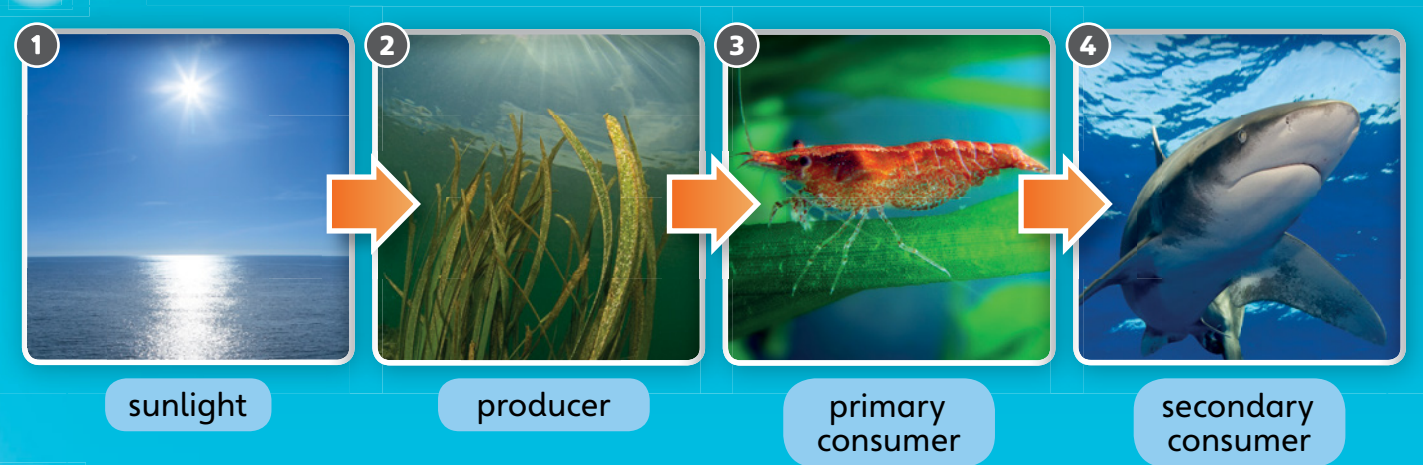 1
2
3
4
sunlight
producer
primary
consumer
secondary
consumer